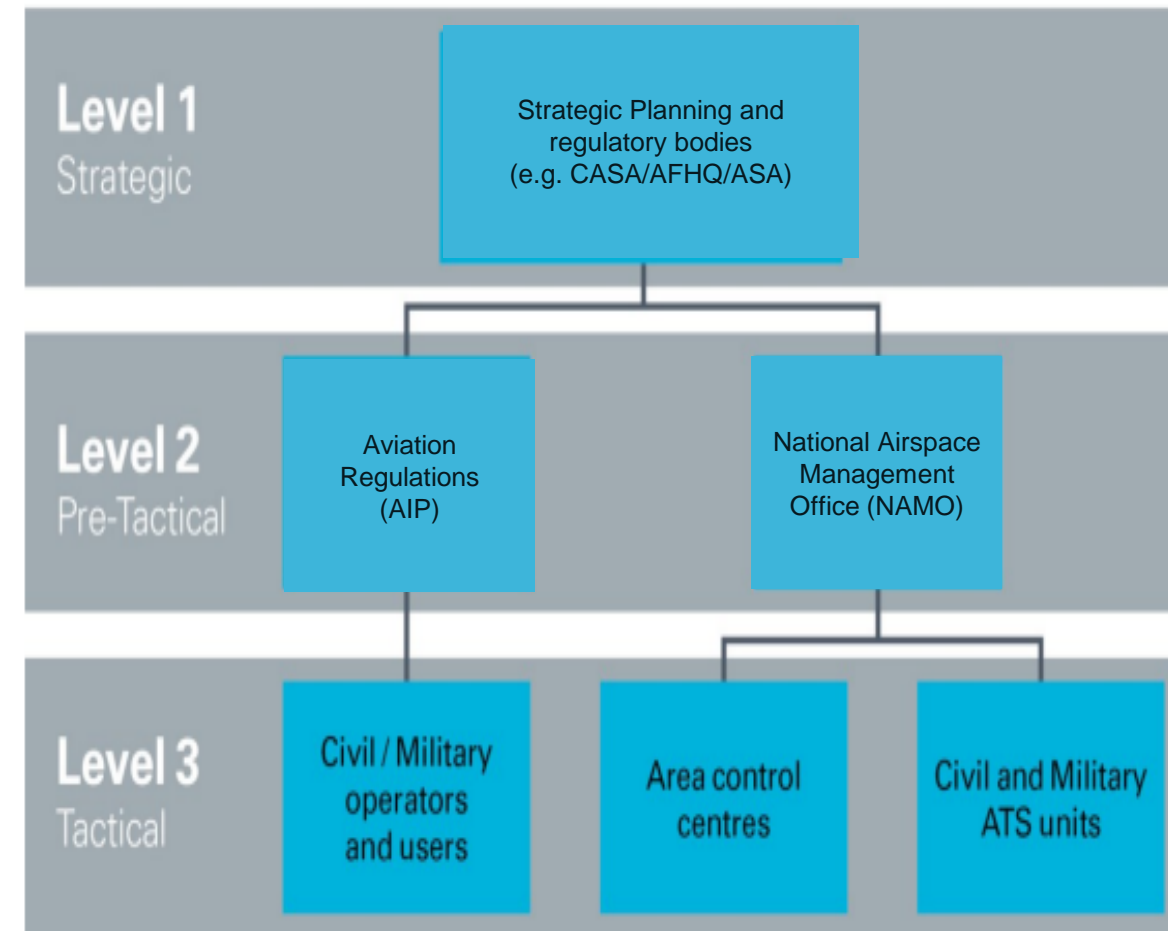 Level 1
Strategic
Strategic Planning and
regulatory bodies
(e.g. CASA/AFHQ/ASA)
Level 2
Pre-Tactical
Aviation
Regulations
(AIP)
National Airspace
Management
Office (NAMO)
Level 3
Tactical
Civil / Military
operators
and users
Area control
centres
Civil and Military
ATS units